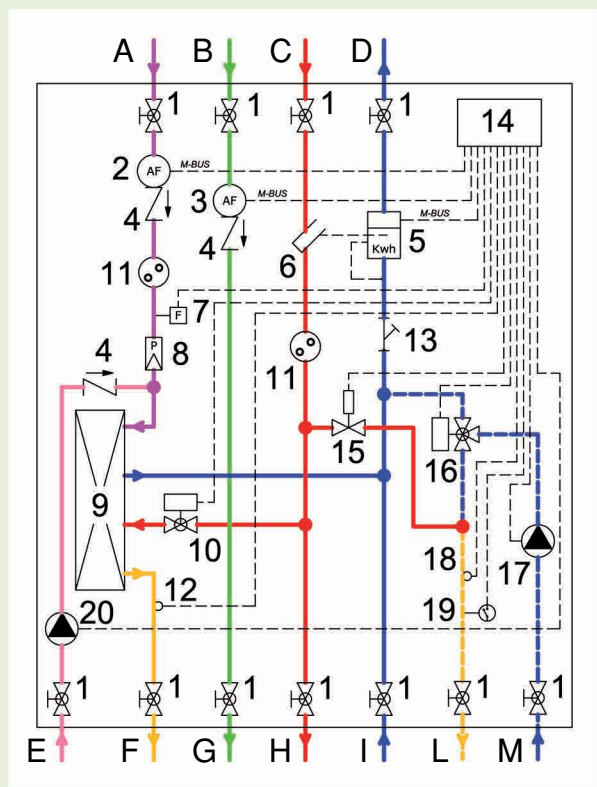 A B C D
1 1 1 1
14
2 AF M-BUS
3 AF M-BUS
4 4
M-BUS
Kwh 5
6
11
F 7
11
13
P 8
4
15
16
9
10
12
18
17
19
20
1 1 1 1 1 1 1
E F G H I L M